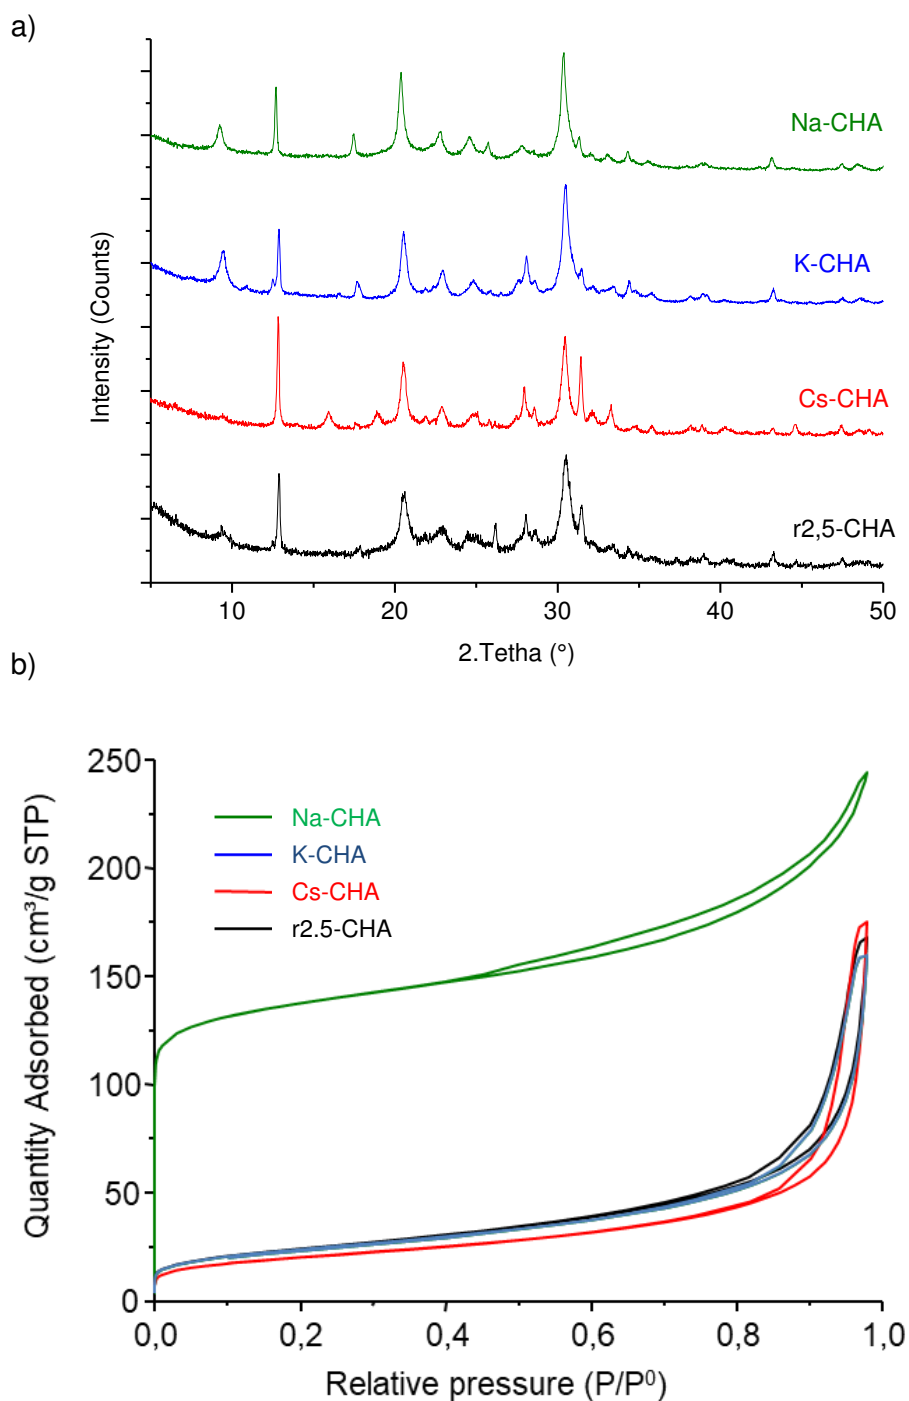 a)
Na-CHA
K-CHA
Cs-CHA
r2,5-CHA
Intensity (Counts)
10 20 30 40 50
2.Tetha (°)
b)
250
200
150
100
50
0
Na-CHA
K-CHA
Cs-CHA
r2.5-CHA
Quantity Adsorbed (cm³/g STP)
0,0 0,2 0,4 0,6 0,8 1,0
Relative pressure (P/P⁰)